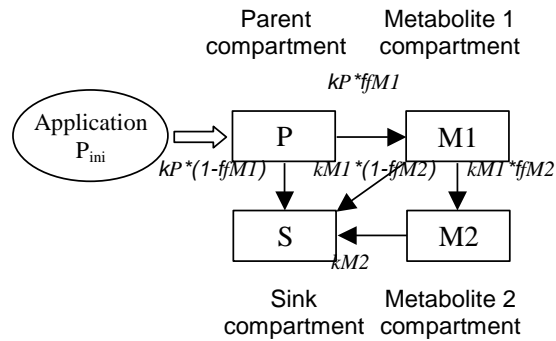 Parent
compartment
Metabolite 1
compartment
kP*ffM1
Application
Pini
P
M1
kP*(1-ffM1)
kM1*(1-ffM2)
kM1*ffM2
S
M2
kM2
Sink
compartment
Metabolite 2
compartment